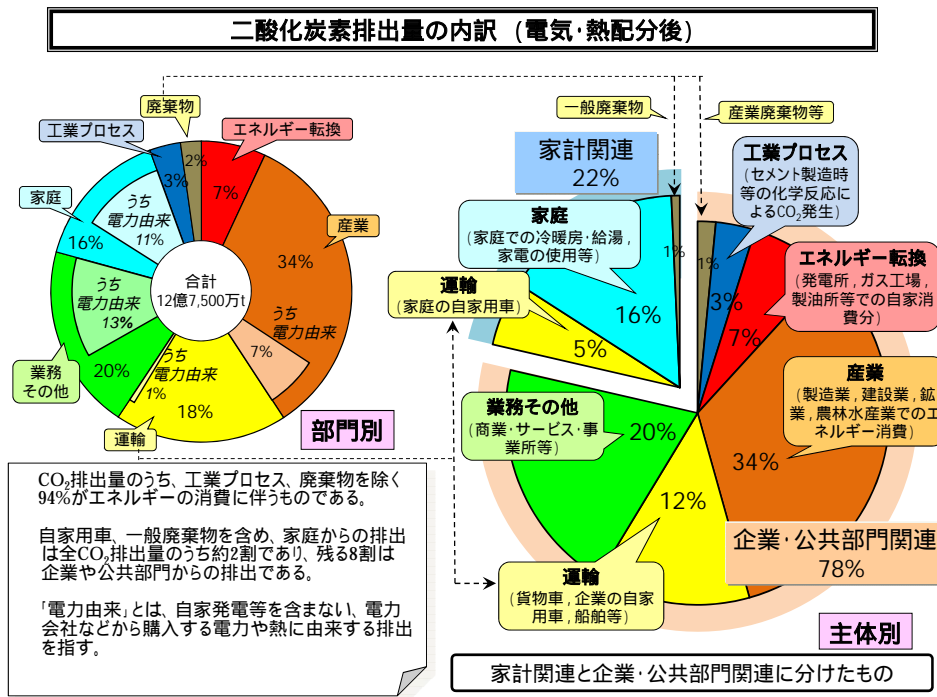 二酸化炭素排出量の内訳 (電気・熱配分後)
廃棄物
工業プロセス
エネルギー転換
2%
3%
7%
家庭
うち
電力由来
11%
16%
産業
34%
合計
12億7,500万t
うち
電力由来
13%
うち
電力由来
7%
業務
その他
20%
うち
電力由来
1%
18%
運輸
部門別
CO₂排出量のうち、工業プロセス、廃棄物を除く
94%がエネルギーの消費に伴うものである。
自家用車、一般廃棄物を含め、家庭からの排出
は全CO₂排出量のうち約2割であり、残る8割は
企業や公共部門からの排出である。
「電力由来」とは、自家発電等を含まない、電力
会社などから購入する電力や熱に由来する排出
を指す。
一般廃棄物
産業廃棄物等
家計関連
22%
工業プロセス
(セメント製造時
等の化学反応に
よるCO₂発生)
家庭
(家庭での冷暖房・給湯,
家電の使用等)
1%
1%
エネルギー転換
(発電所,ガス工場,
製油所等での自家消
費分)
運輸
(家庭の自家用車)
16%
3%
7%
5%
産業
(製造業,建設業,鉱
業,農林水産業でのエ
ネルギー消費)
業務その他
(商業・サービス・事
業所等)
20%
34%
12%
企業・公共部門関連
78%
運輸
(貨物車,企業の自家
用車,船舶等)
主体別
家計関連と企業・公共部門関連に分けたもの